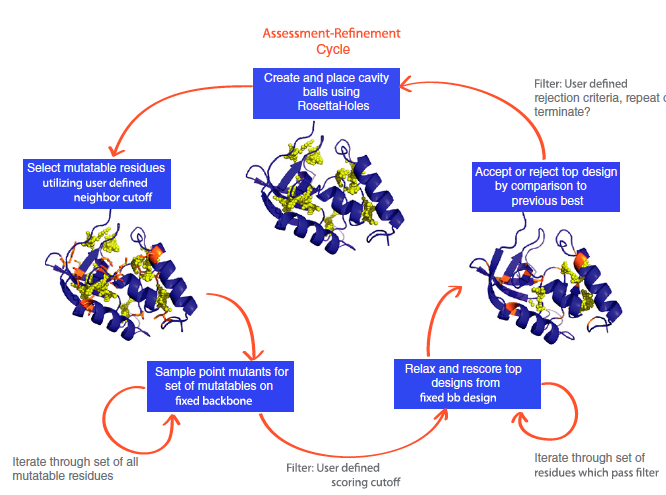 Assessment-Refinement
Cycle
Create and place cavity
balls using
RosettaHoles
Filter: User defined
rejection criteria, repeat o
terminate?
Select mutatable residues
utilizing user defined
neighbor cutoff
Accept or reject top design
by comparison to
previous best
Sample point mutants for
set of mutatables on
fixed backbone
Relax and rescore top
designs from
fixed bb design
Iterate through set of all
mutatable residues
Filter: User defined
scoring cutoff
Iterate through set of
residues which pass filter